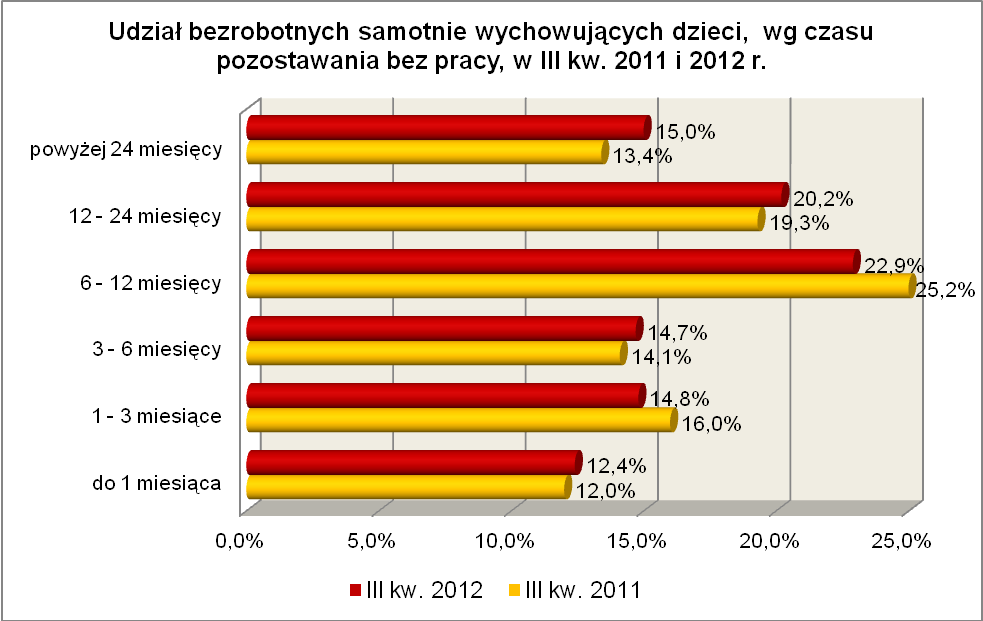 Udział bezrobotnych samotnie wychowujących dzieci,  wg czasu
pozostawania bez pracy, w III kw. 2011 i 2012 r.
powyżej 24 miesięcy
15,0%
13,4%
12 - 24 miesięcy
20,2%
19,3%
6 - 12 miesięcy
22,9%
25,2%
3 - 6 miesięcy
14,7%
14,1%
1 - 3 miesiące
14,8%
16,0%
do 1 miesiąca
12,4%
12,0%
0,0% 5,0% 10,0% 15,0% 20,0% 25,0%
III kw. 2012 III kw. 2011